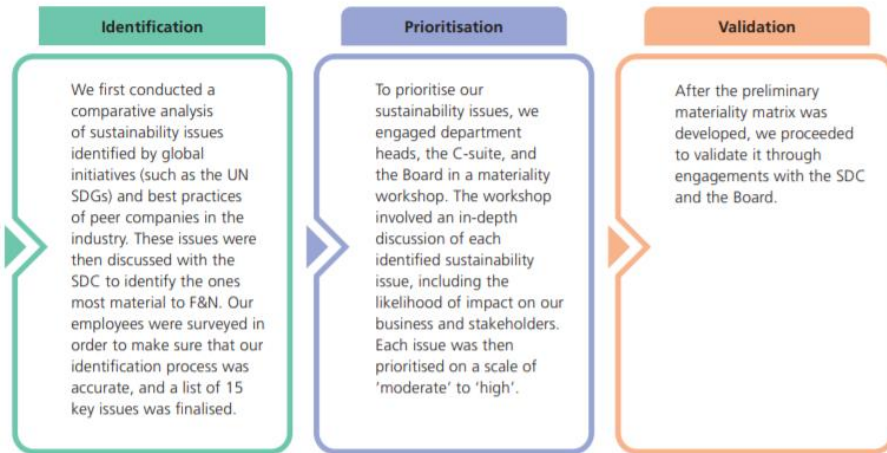 Identification
We first conducted a
comparative analysis
of sustainability issues
identified by global
initiatives (such as the UN
SDGs) and best practices
of peer companies in the
industry. These issues were
then discussed with the
SDC to identify the ones
most material to F&N. Our
employees were surveyed in
order to make sure that our
identification process was
accurate, and a list of 15
key issues was finalised.
Prioritisation
To prioritise our
sustainability issues, we
engaged department
heads, the C-suite, and
the Board in a materiality
workshop. The workshop
involved an in-depth
discussion of each
identified sustainability
issue, including the
likelihood of impact on our
business and stakeholders.
Each issue was then
prioritised on a scale of
‘moderate’ to ‘high’.
Validation
After the preliminary
materiality matrix was
developed, we proceeded
to validate it through
engagements with the SDC
and the Board.